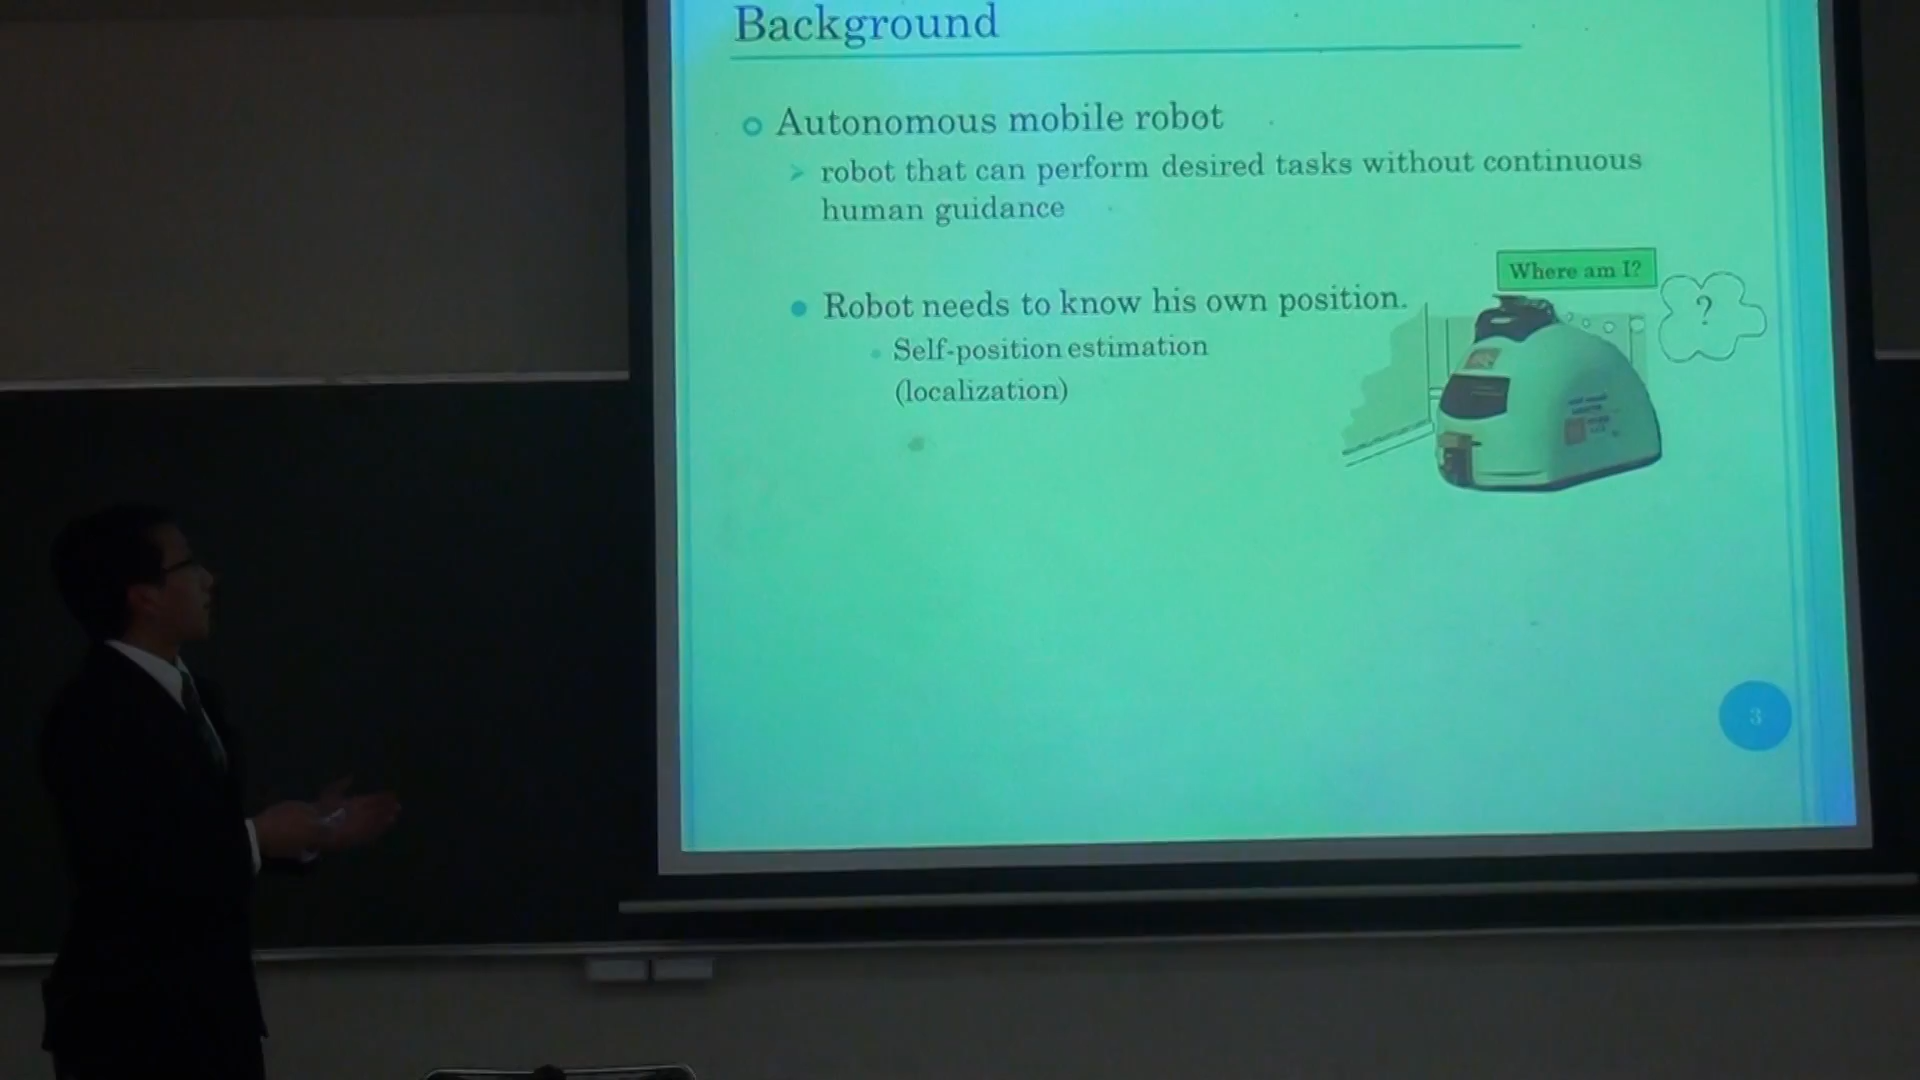 Background
Autonomous mobile robot
robot that can perform desired tasks without continuous
human guidance
Where am I?
?
Robot needs to know his own position.
Self-position estimation
(localization)
3